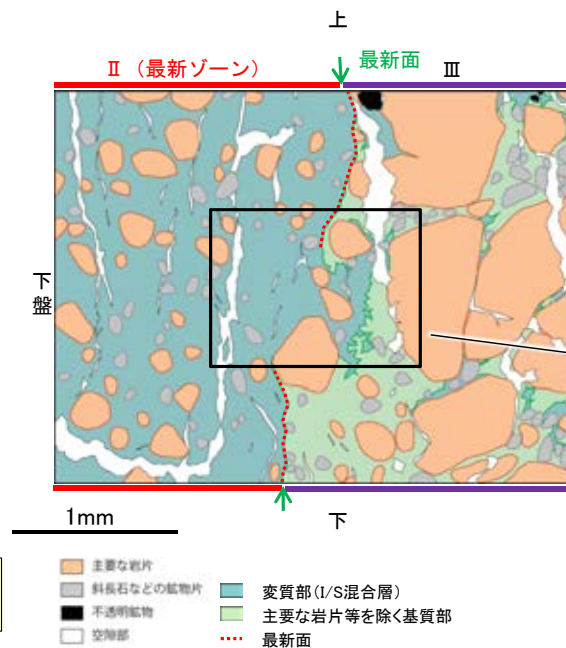 上
Ⅱ（最新ゾーン）
最新面
Ⅲ
下盤
1mm
下
主要な岩片
斜長石などの鉱物片
不透明鉱物
空隙部
変質部(I/S混合層)
主要な岩片等を除く基質部
最新面